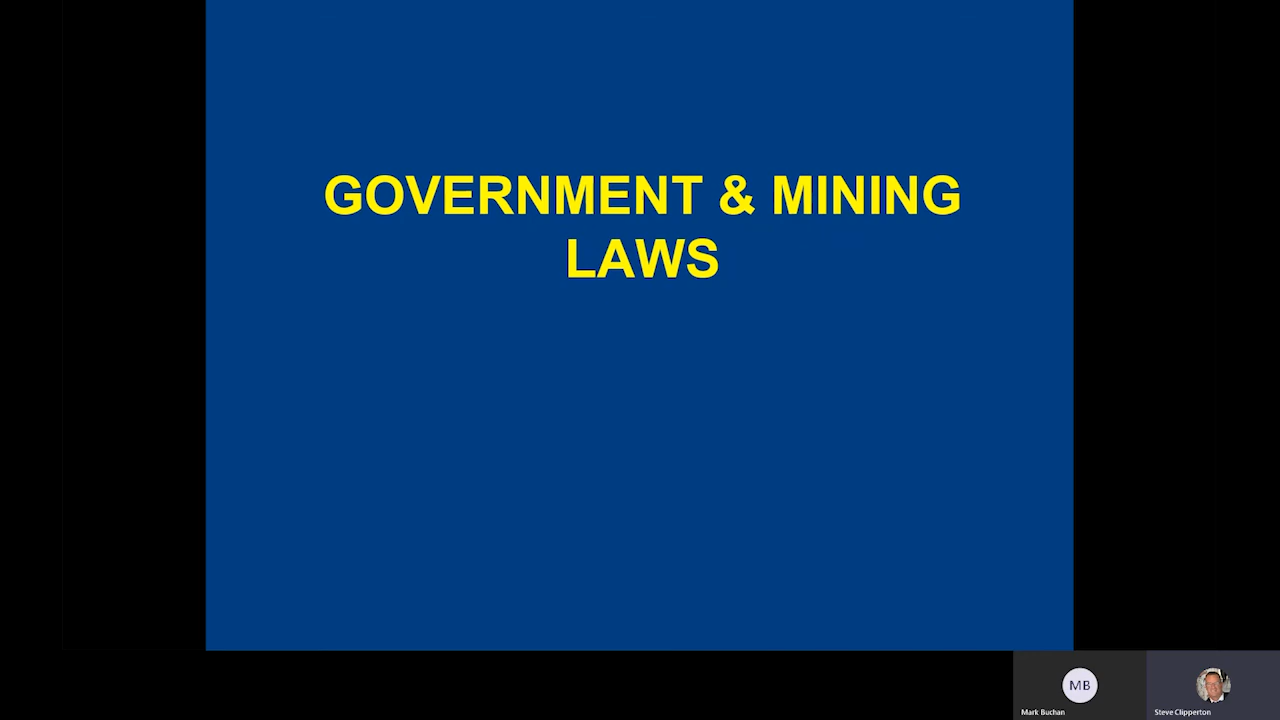 GOVERNMENT & MINING
LAWS
MB
Mark Buchan
Steve Clipperton